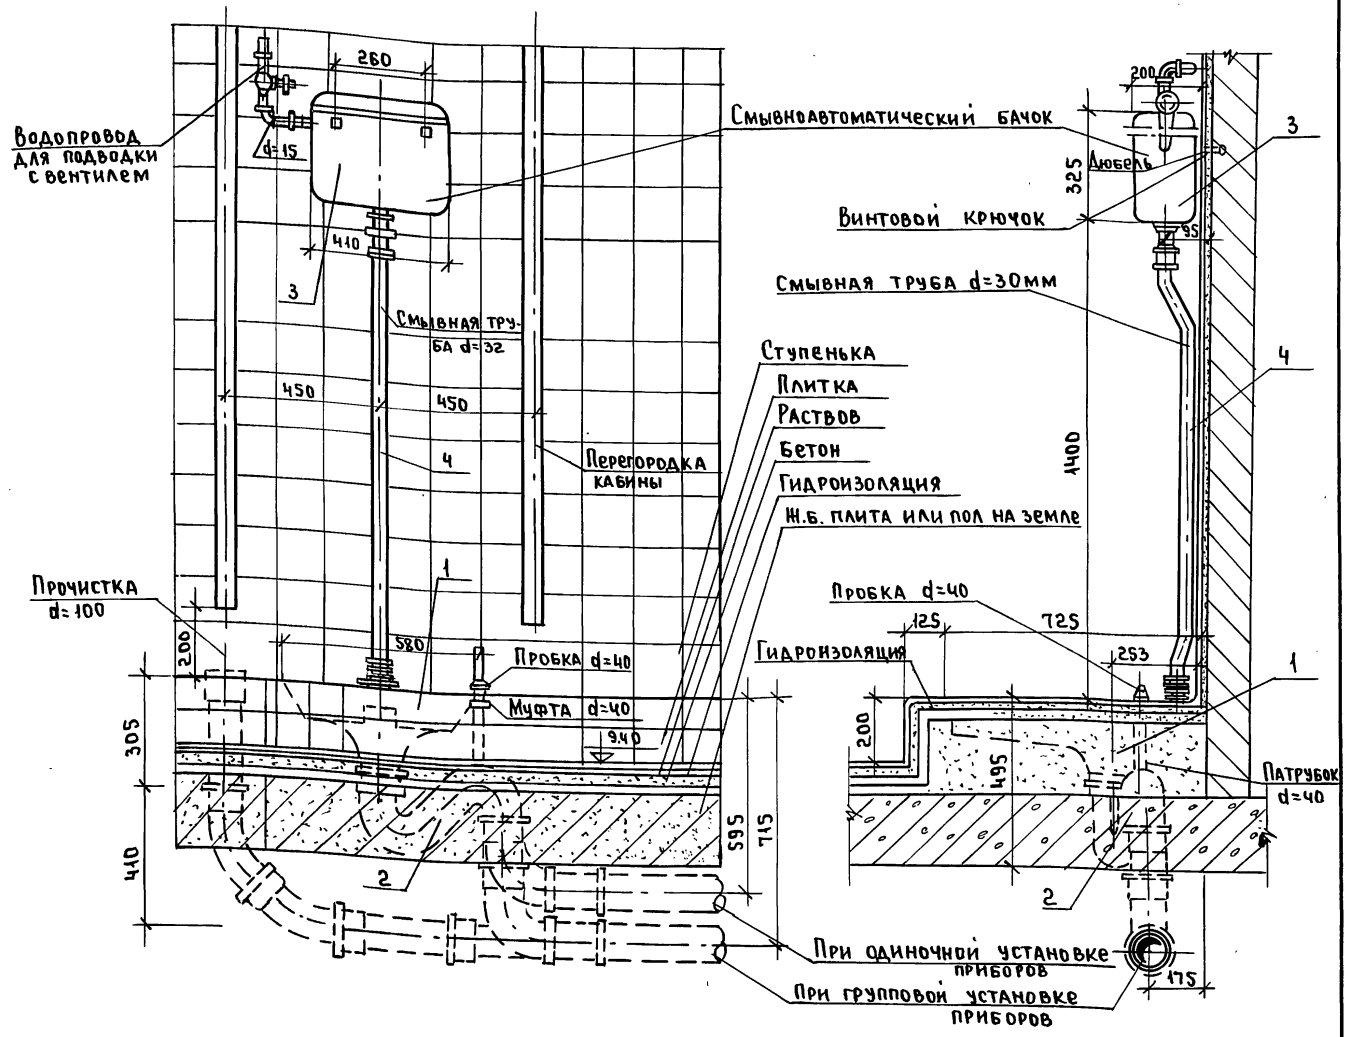 260
200
Водопровод
для подводки
с вентилем
d=15
Смывноавтоматический бачок
3
325
Дюбель
Винтовой крючок
95
410
3
Смывная труба d=30мм
Смывная тру-
ба d=32
Ступенька
Плитка
4
450
450
Раствов
Бетон
4
Перегородка
кабины
1400
Гидроизоляция
Ж.б. плита или пол на земле
Прочистка
d=100
1
Пробка d=40
200
580
125
725
Пробка d=40
Гидроизоляция
253
1
Муфта d=40
305
9.40
200
495
Патрубок
d=40
595
715
410
2
2
При одиночной установке
приборов
175
При групповой установке
приборов